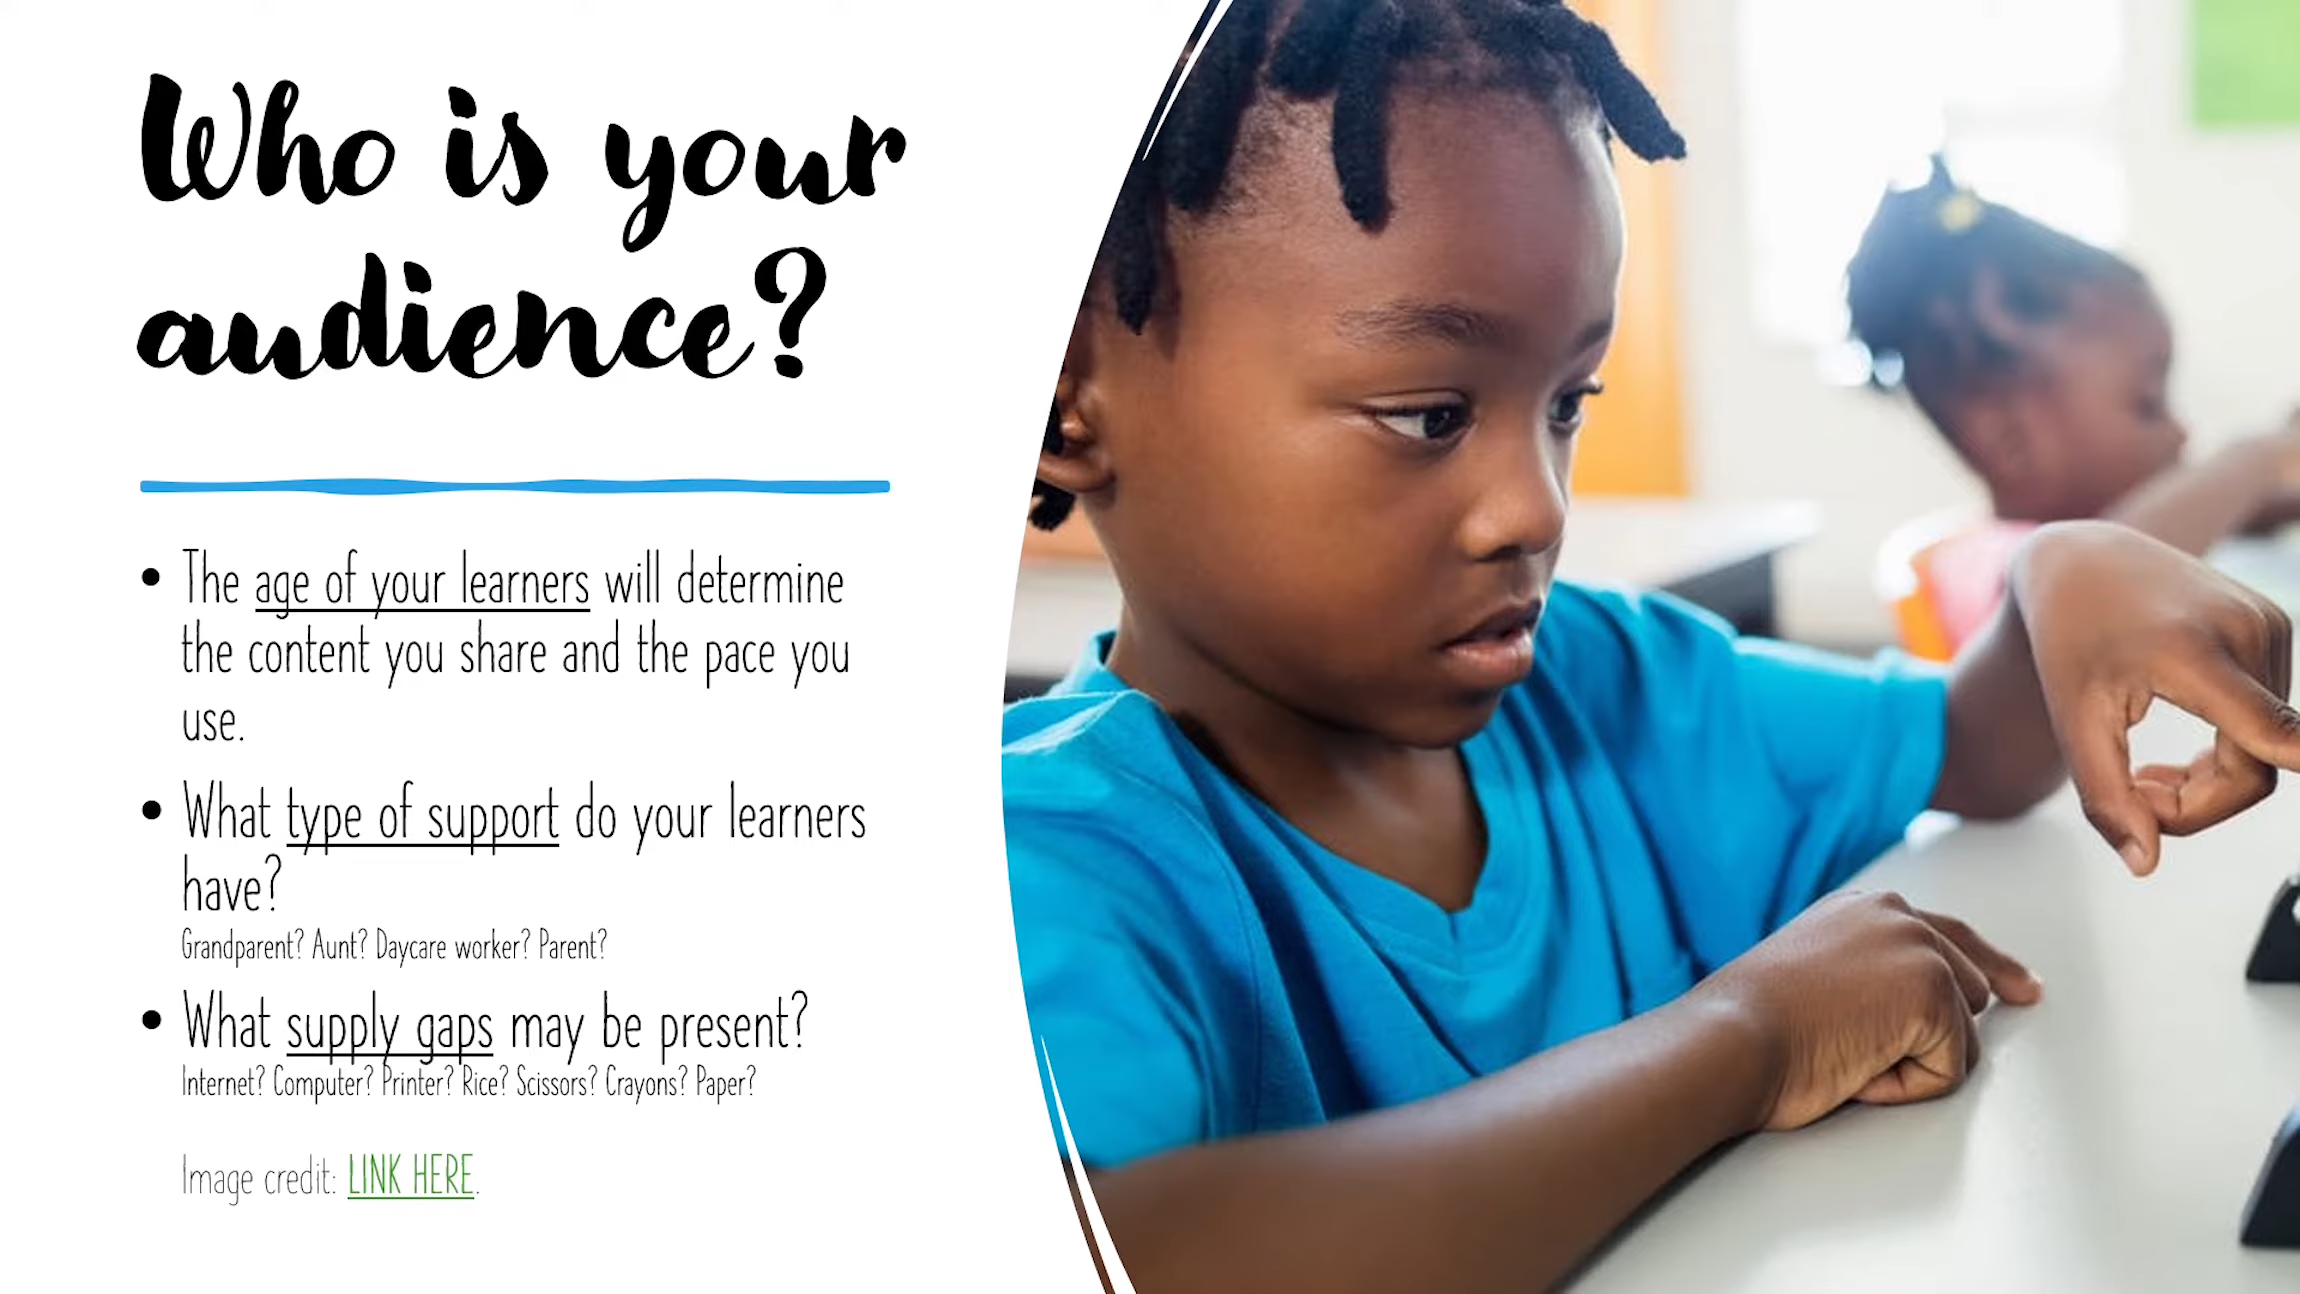 Who is your
audience?
• The age of your learners will determine
the content you share and the pace you
use.
• What type of support do your learners
have?
Grandparent? Aunt? Daycare worker? Parent?
• What supply gaps may be present?
Internet? Computer? Printer? Rice? Scissors? Crayons? Paper?
Image credit: LINK HERE.